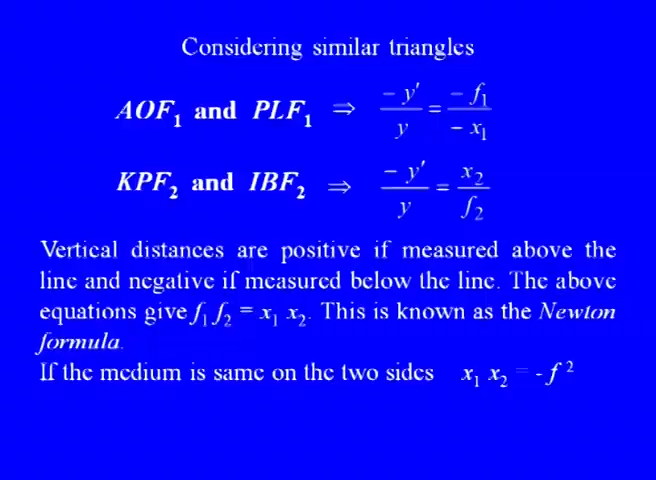 Considering similar triangles
AOF₁ and PLF₁ ⇒ – y′ / y = – f₁ / – x₁
KPF₂ and IBF₂ ⇒ – y′ / y = x₂ / f₂
Vertical distances are positive if measured above the
line and negative if measured below the line. The above
equations give f₁ f₂ = x₁ x₂. This is known as the Newton
formula.
If the medium is same on the two sides x₁ x₂ = - f ²